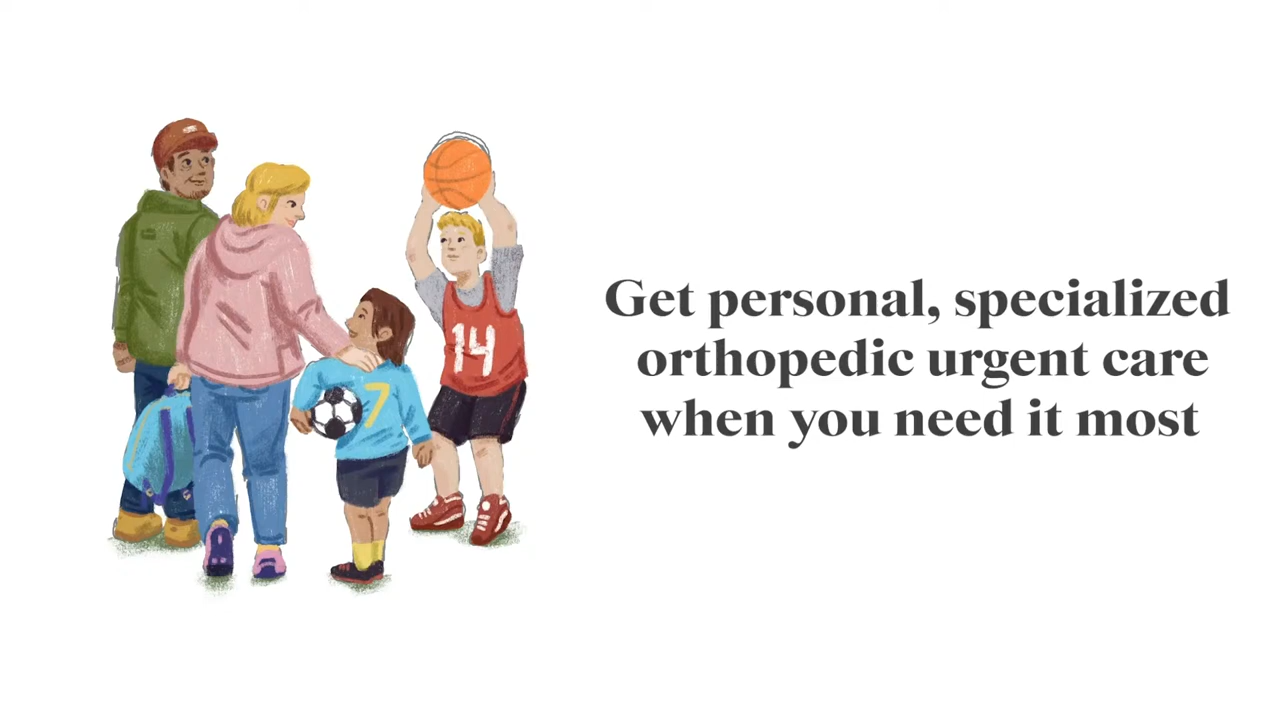 14
7
Get personal, specialized
orthopedic urgent care
when you need it most